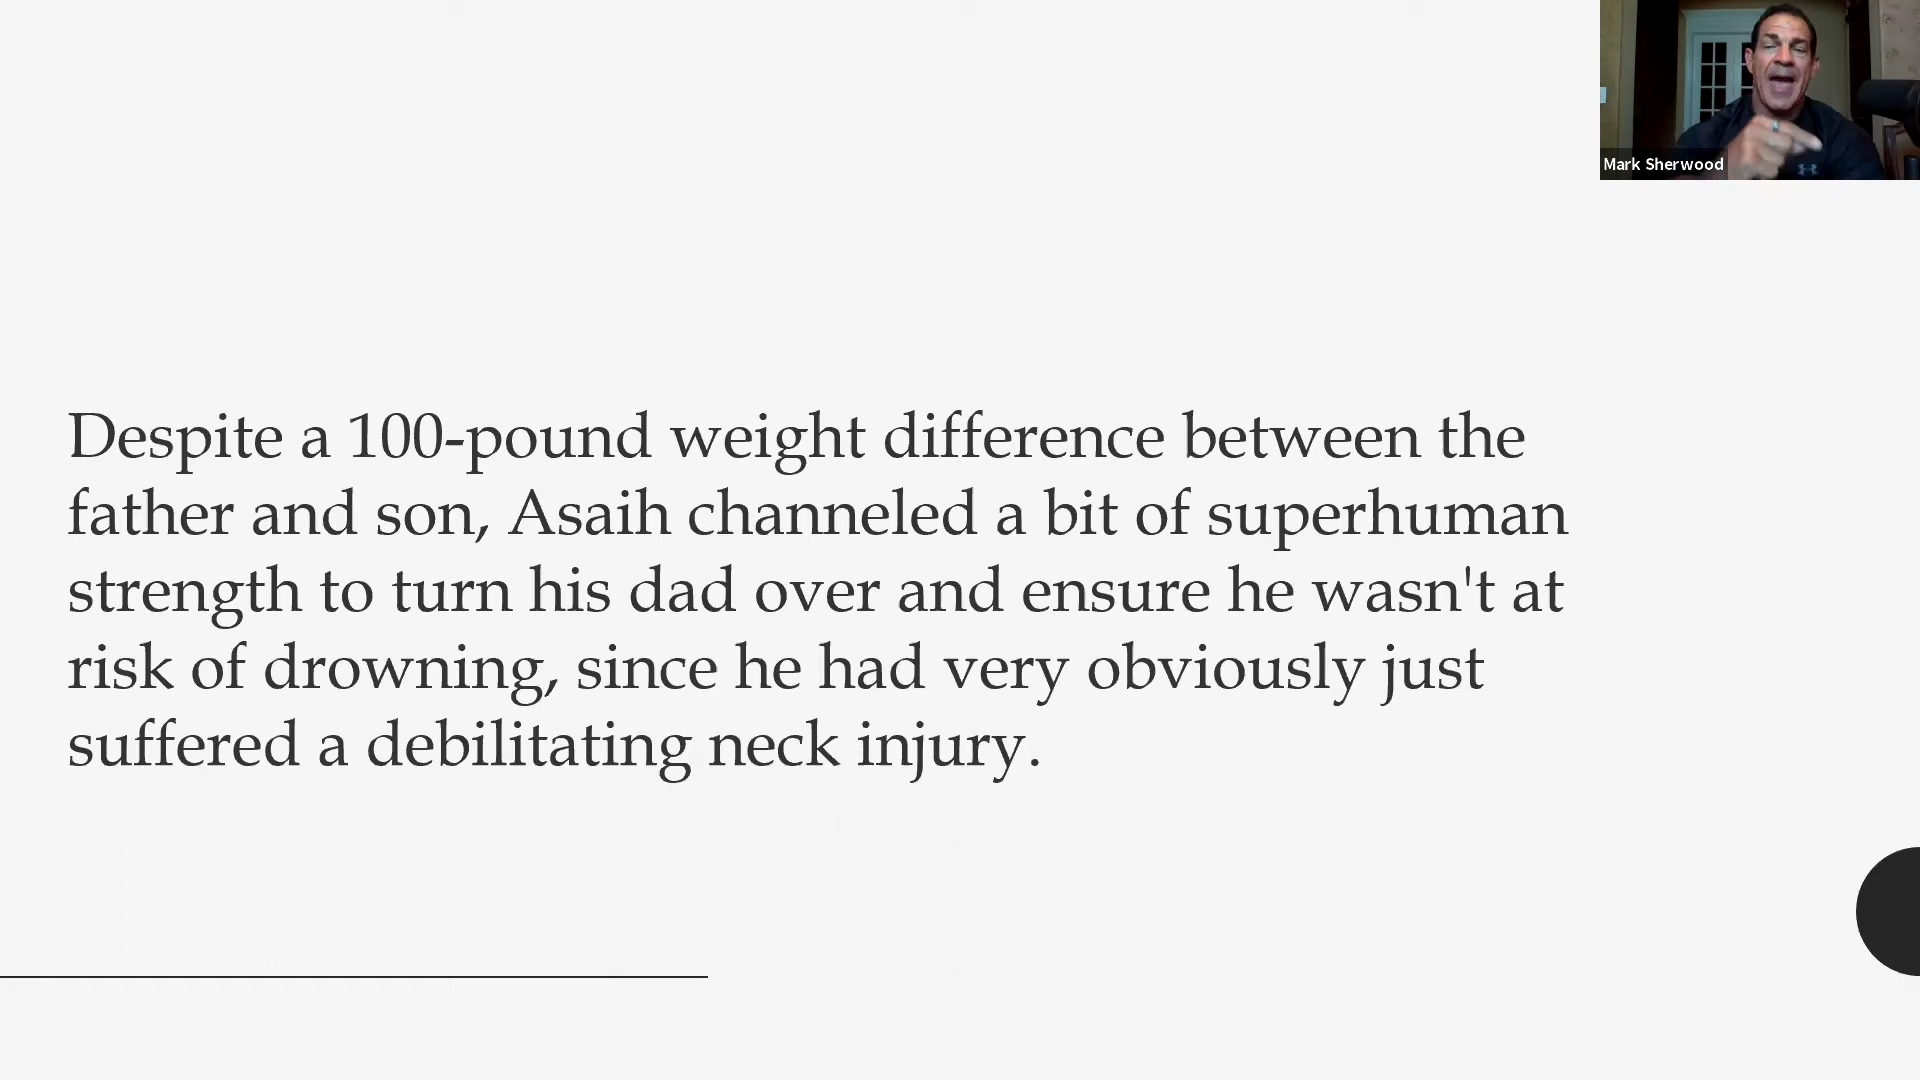 Mark Sherwood
Despite a 100-pound weight difference between the
father and son, Asaih channeled a bit of superhuman
strength to turn his dad over and ensure he wasn't at
risk of drowning, since he had very obviously just
suffered a debilitating neck injury.